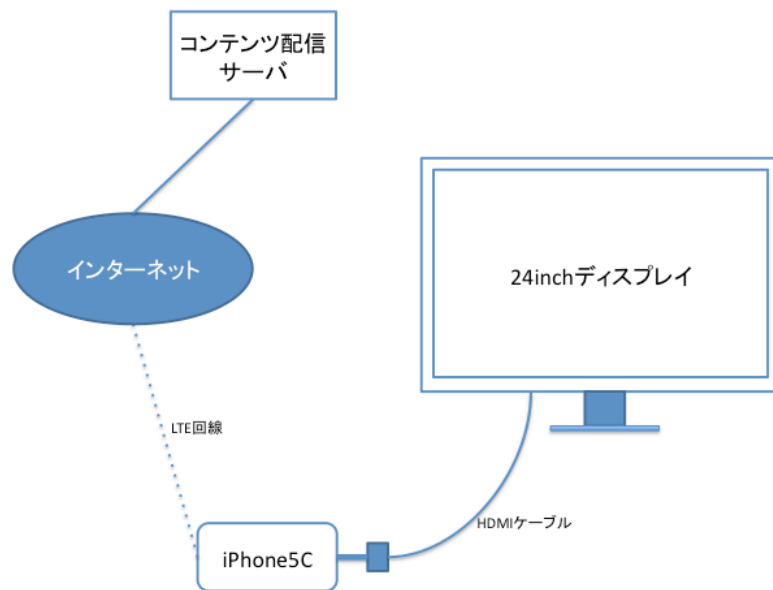 コンテンツ配信
サーバ
インターネット
24inchディスプレイ
LTE回線
HDMIケーブル
iPhone5C